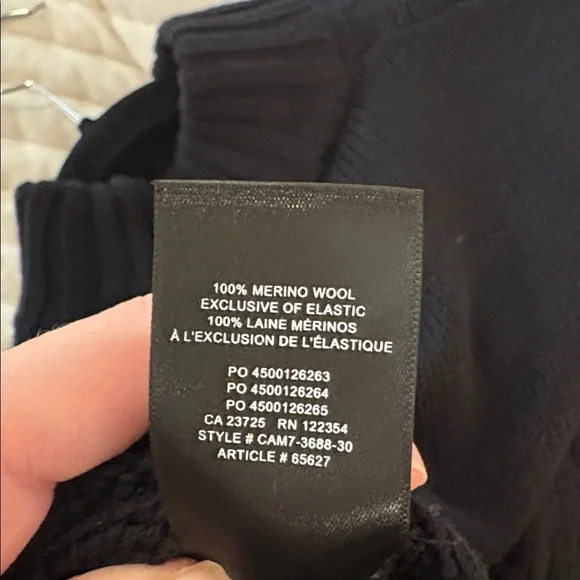 100% MERINO WOOL
EXCLUSIVE OF ELASTIC
100% LAINE MÉRINOS
À L'EXCLUSION DE L'ÉLASTIQUE
PO 4500126263
PO 4500126264
PO 4500126265
CA 23725 RN 122354
STYLE # CAM7-3688-30
ARTICLE # 65627